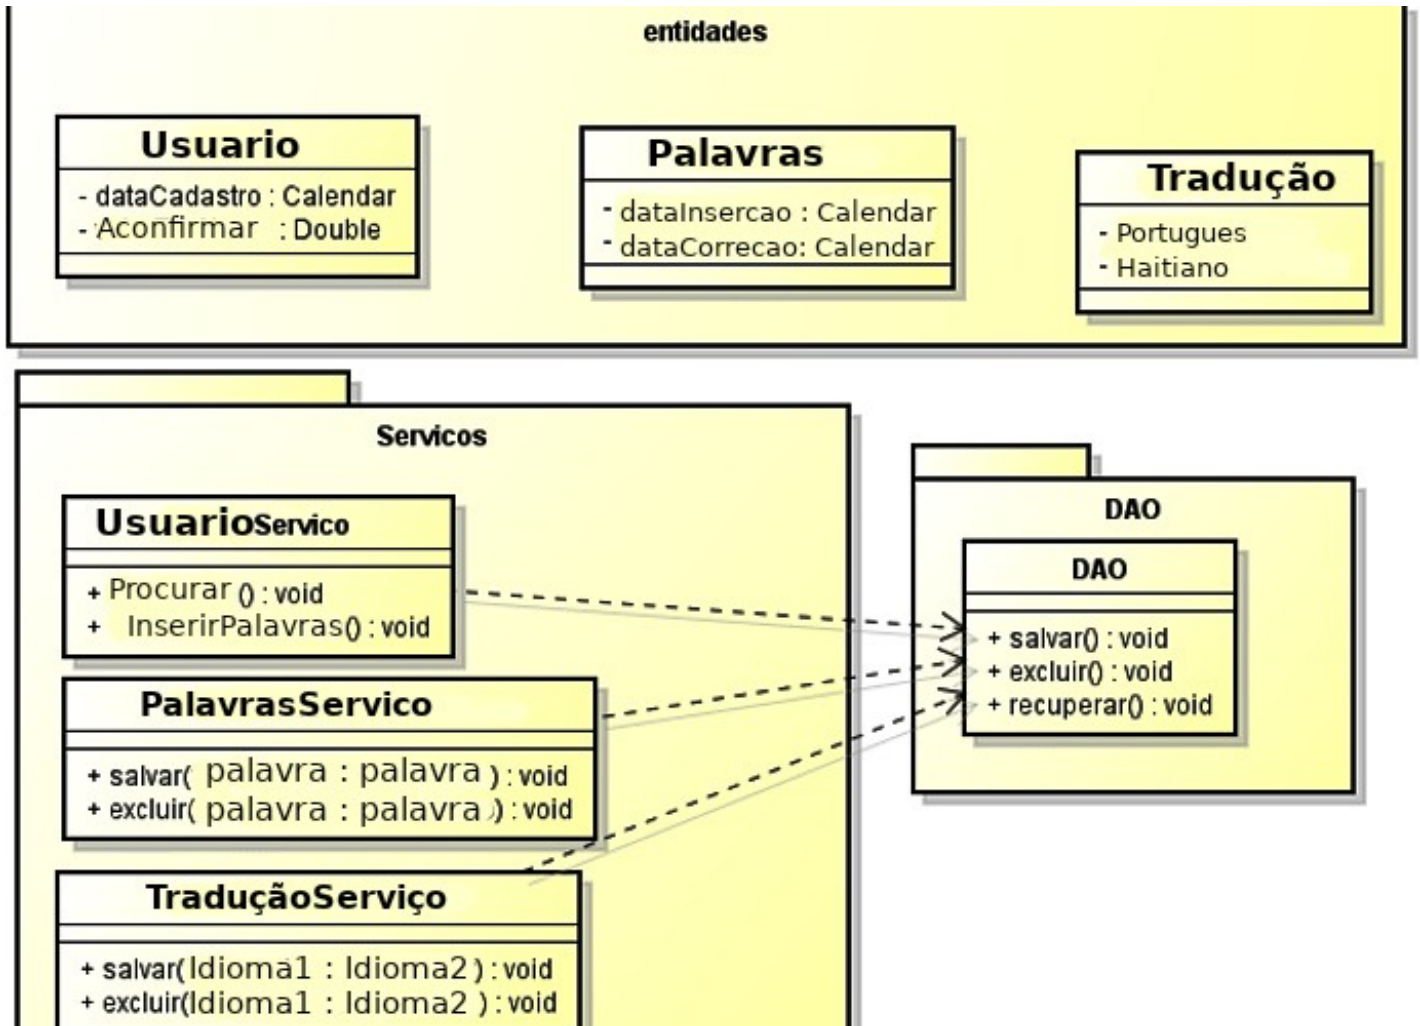 entidades
Usuario
- dataCadastro : Calendar
- Aconfirmar : Double
Palavras
- dataInsercao : Calendar
- dataCorrecao: Calendar
Tradução
- Portugues
- Haitiano
Servicos
UsuarioServico
+ Procurar () : void
+ InserirPalavras() : void
PalavrasServico
+ salvar( palavra : palavra ) : void
+ excluir( palavra : palavra ) : void
TraduçãoServiço
+ salvar(Idioma1 : Idioma2 ) : void
+ excluir(Idioma1 : Idioma2 ) : void
DAO
DAO
+ salvar() : void
+ excluir() : void
+ recuperar() : void